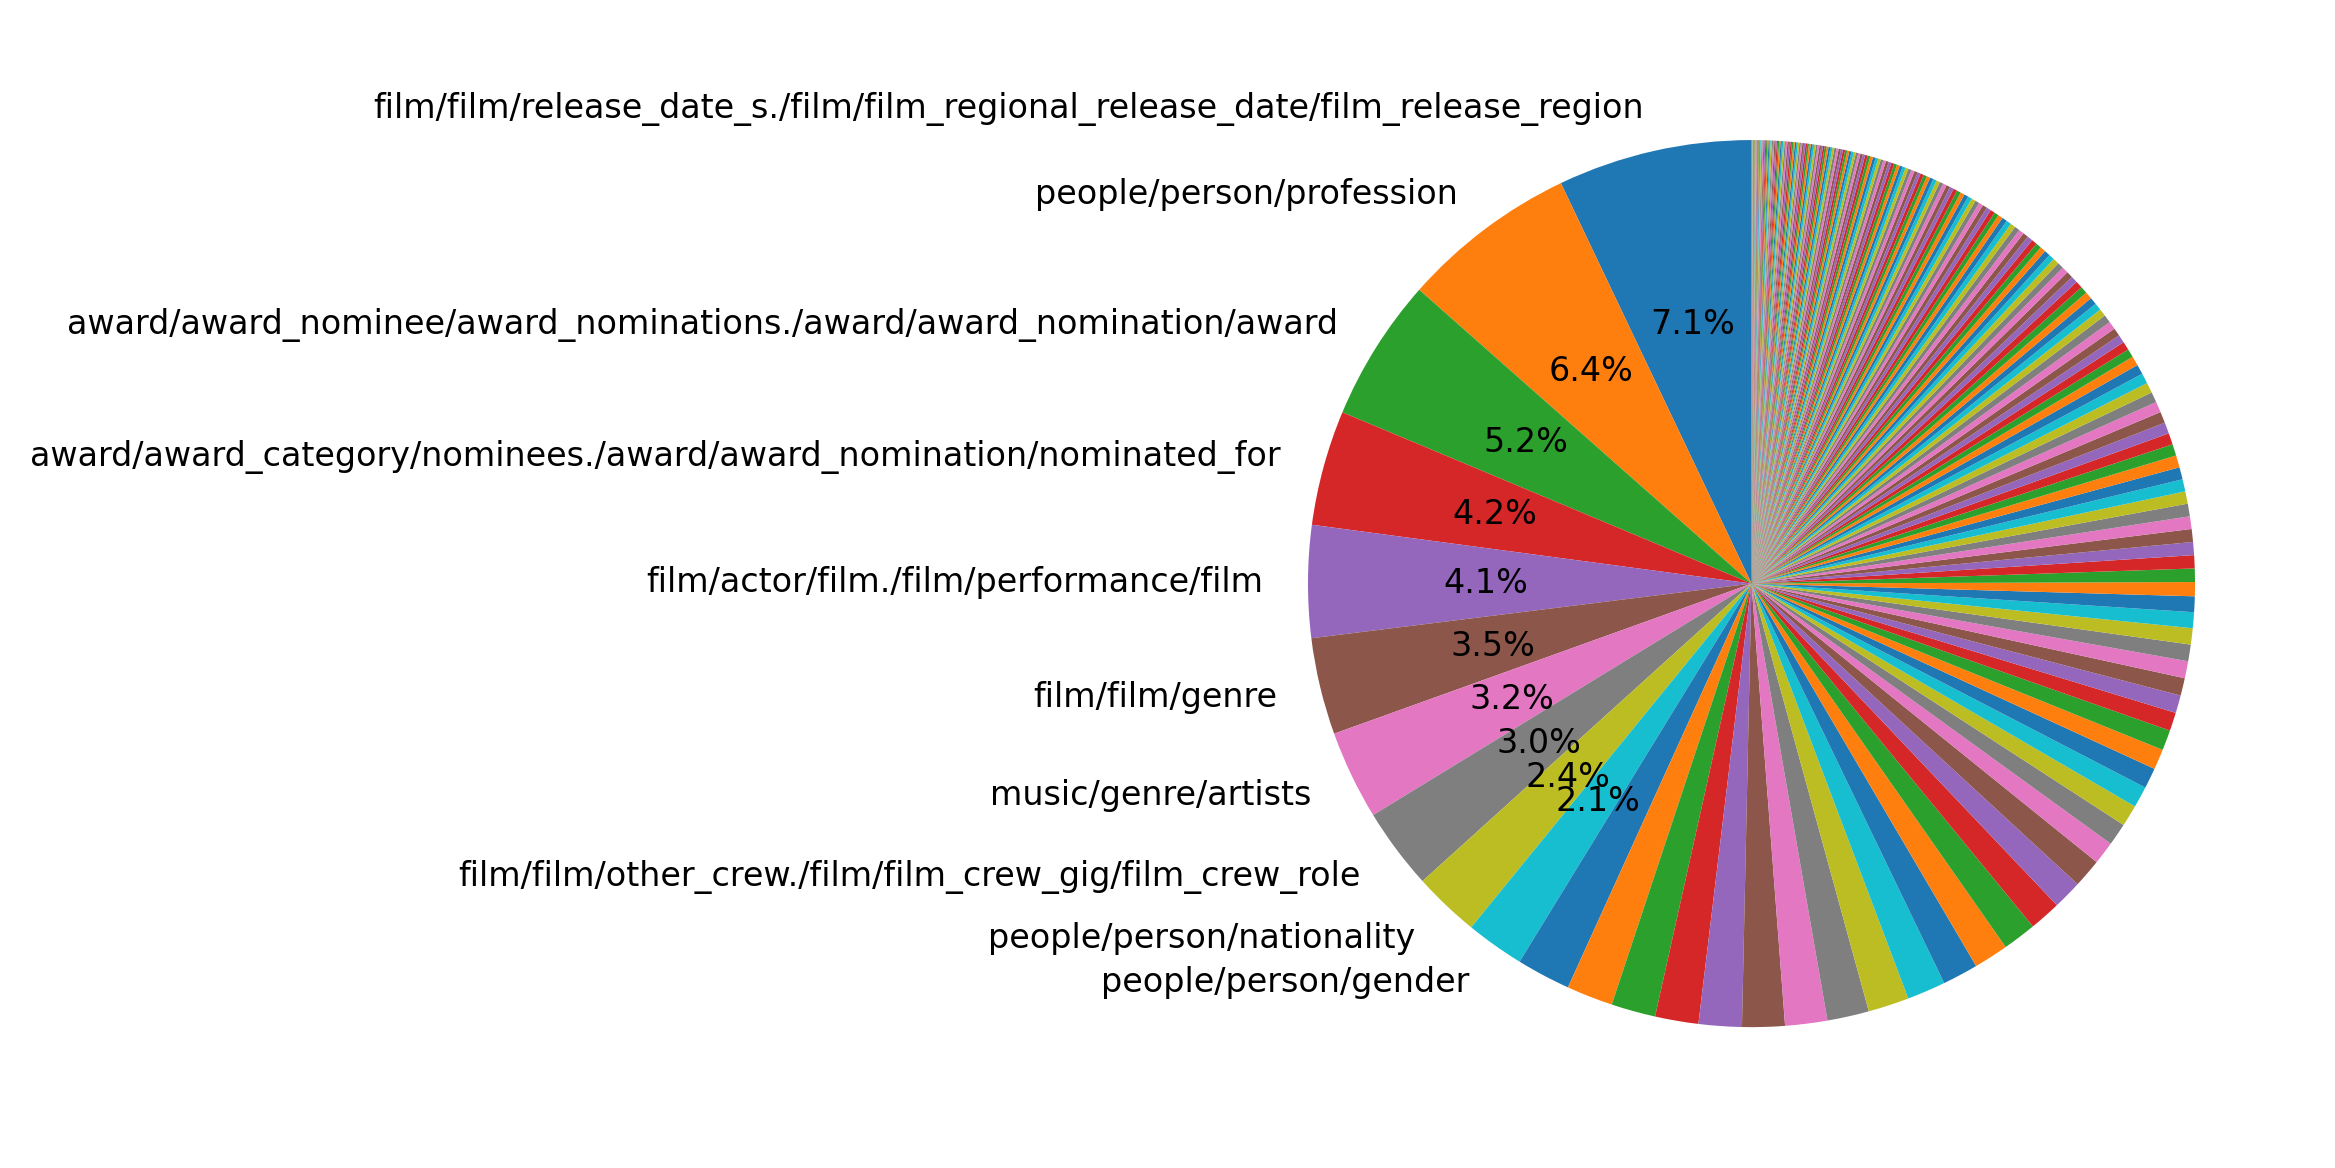 film/film/release_date_s./film/film_regional_release_date/film_release_region
people/person/profession
award/award_nominee/award_nominations./award/award_nomination/award
7.1%
6.4%
5.2%
award/award_category/nominees./award/award_nomination/nominated_for
4.2%
film/actor/film./film/performance/film
4.1%
3.5%
film/film/genre
3.2%
3.0%
2.4%
music/genre/artists
2.1%
film/film/other_crew./film/film_crew_gig/film_crew_role
people/person/nationality
people/person/gender